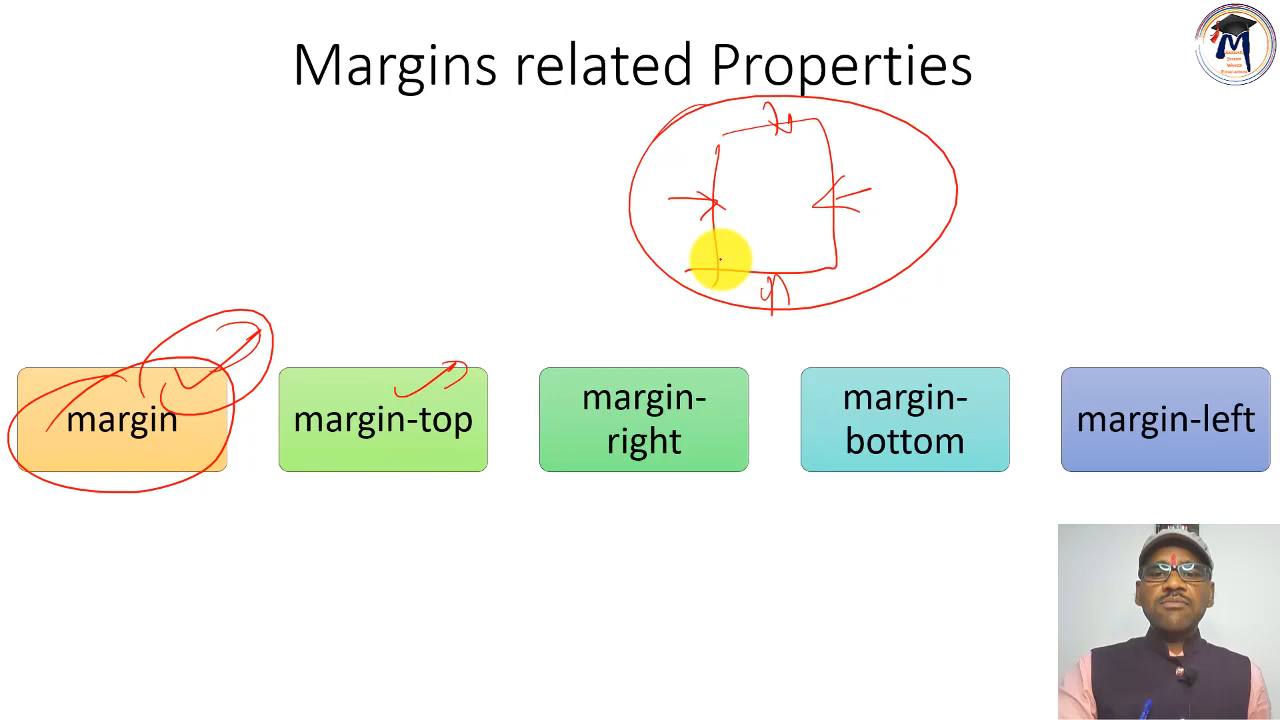 Margins related Properties
M
margin
margin-top
margin-
right
margin-
bottom
margin-left